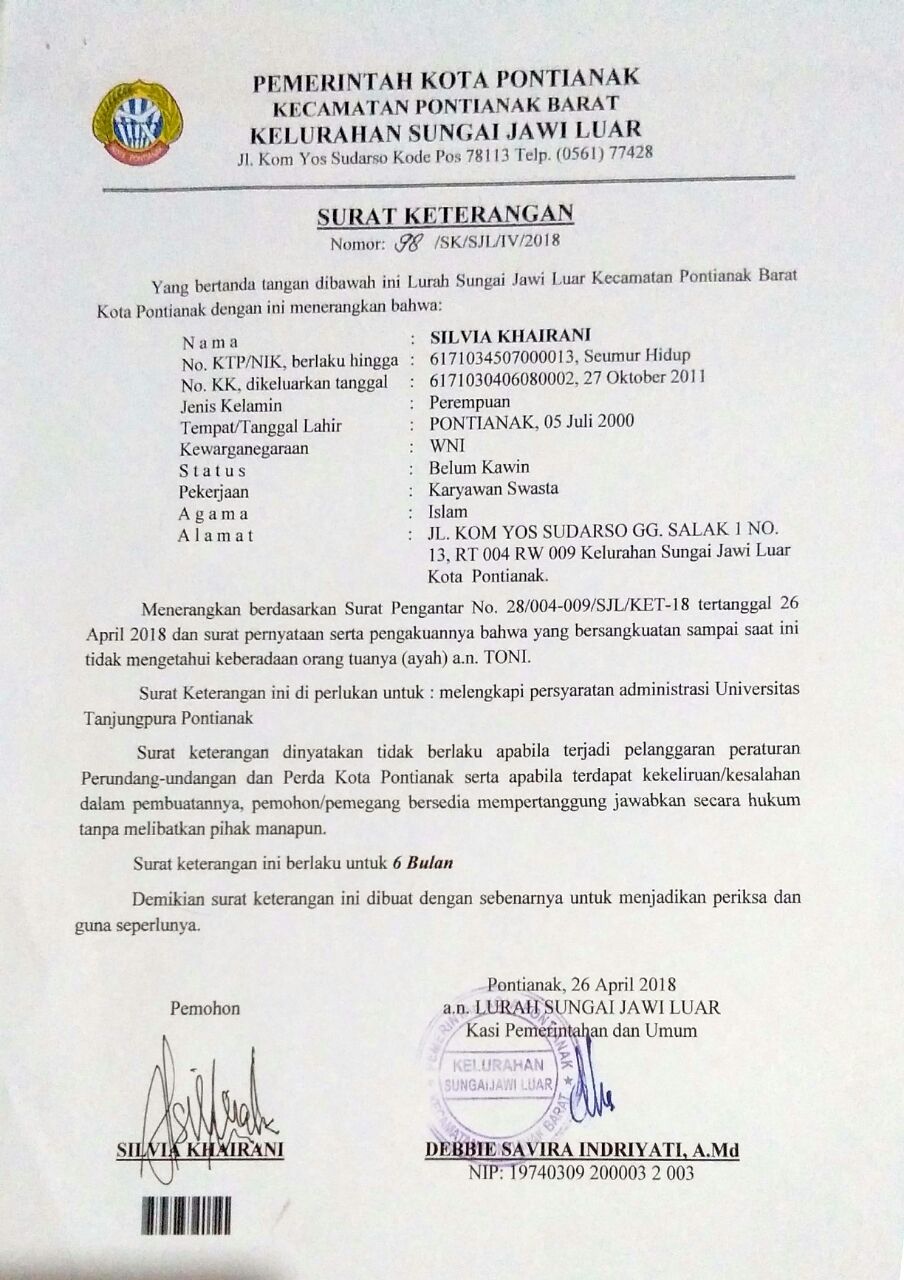 PEMERINTAH KOTA PONTIANAK
KECAMATAN PONTIANAK BARAT
KELURAHAN SUNGAI JAWI LUAR
Jl. Kom Yos Sudarso Kode Pos 78113 Telp. (0561) 77428
KOTA PONTIANAK
SURAT KETERANGAN
Nomor: 98 /SK/SJL/IV/2018
Yang bertanda tangan dibawah ini Lurah Sungai Jawi Luar Kecamatan Pontianak Barat
Kota Pontianak dengan ini menerangkan bahwa:
N a m a : SILVIA KHAIRANI
No. KTP/NIK, berlaku hingga : 6171034507000013, Seumur Hidup
No. KK, dikeluarkan tanggal : 6171030406080002, 27 Oktober 2011
Jenis Kelamin : Perempuan
Tempat/Tanggal Lahir : PONTIANAK, 05 Juli 2000
Kewarganegaraan : WNI
S t a t u s : Belum Kawin
Pekerjaan : Karyawan Swasta
A g a m a : Islam
A l a m a t : JL. KOM YOS SUDARSO GG. SALAK 1 NO.
13, RT 004 RW 009 Kelurahan Sungai Jawi Luar
Kota Pontianak.
Menerangkan berdasarkan Surat Pengantar No. 28/004-009/SJL/KET-18 tertanggal 26
April 2018 dan surat pernyataan serta pengakuannya bahwa yang bersangkuatan sampai saat ini
tidak mengetahui keberadaan orang tuanya (ayah) a.n. TONI.
Surat Keterangan ini di perlukan untuk : melengkapi persyaratan administrasi Universitas
Tanjungpura Pontianak
Surat keterangan dinyatakan tidak berlaku apabila terjadi pelanggaran peraturan
Perundang-undangan dan Perda Kota Pontianak serta apabila terdapat kekeliruan/kesalahan
dalam pembuatannya, pemohon/pemegang bersedia mempertanggung jawabkan secara hukum
tanpa melibatkan pihak manapun.
Surat keterangan ini berlaku untuk 6 Bulan
Demikian surat keterangan ini dibuat dengan sebenarnya untuk menjadikan periksa dan
guna seperlunya.
Pontianak, 26 April 2018
Pemohon
a.n. LURAH SUNGAI JAWI LUAR
Kasi Pemerintahan dan Umum
KELURAHAN
SUNGAI JAWI LUAR
SILVIA KHAIRANI
DEBBIE SAVIRA INDRIYATI, A.Md
NIP: 19740309 200003 2 003